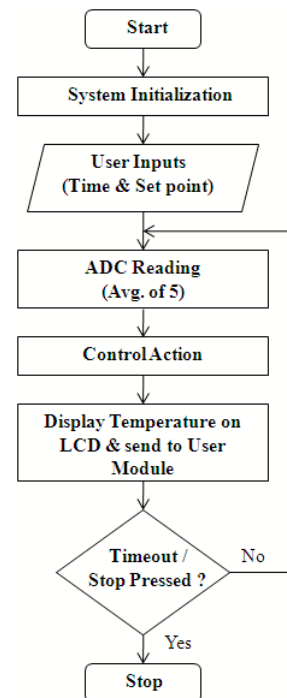 Start
System Initialization
User Inputs
(Time & Set point)
ADC Reading
(Avg. of 5)
Control Action
Display Temperature on
LCD & send to User
Module
Timeout /
Stop Pressed ?
No
Yes
Stop